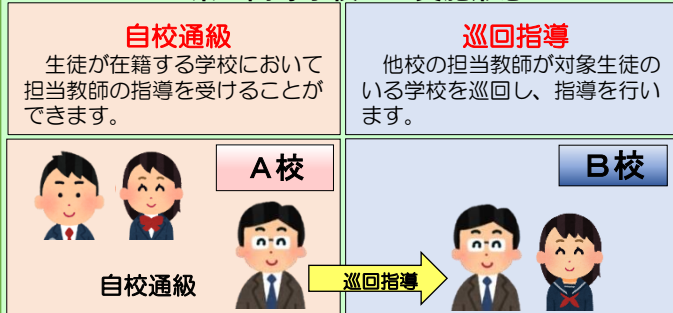 自校通級
生徒が在籍する学校において
担当教師の指導を受けることが
できます。
巡回指導
他校の担当教師が対象生徒の
いる学校を巡回し、指導を行い
ます。
A校
B校
自校通級
巡回指導